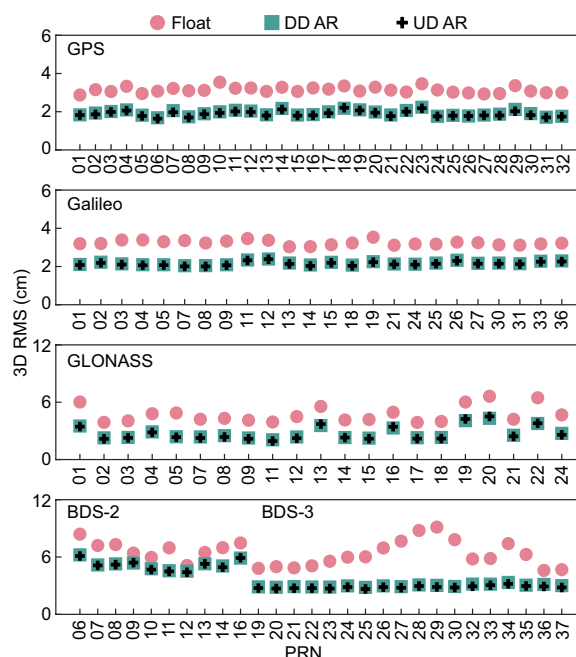 Float DD AR UD AR
3D RMS (cm)
GPS
6
4
2
0
01 02 03 04 05 06 07 08 09 10 11 12 13 14 15 16 17 18 19 20 21 22 23 24 25 26 27 28 29 30 31 32
Galileo
6
4
2
0
01 02 03 04 05 07 08 09 11 12 13 14 15 18 19 21 24 25 26 27 30 31 33 36
GLONASS
12
6
0
01 02 03 04 05 07 08 09 11 12 13 14 15 16 17 18 19 20 21 22 24
BDS-2 BDS-3
12
6
0
06 07 08 09 10 11 12 13 14 16 19 20 21 22 23 24 25 26 27 28 29 30 32 33 34 35 36 37
PRN